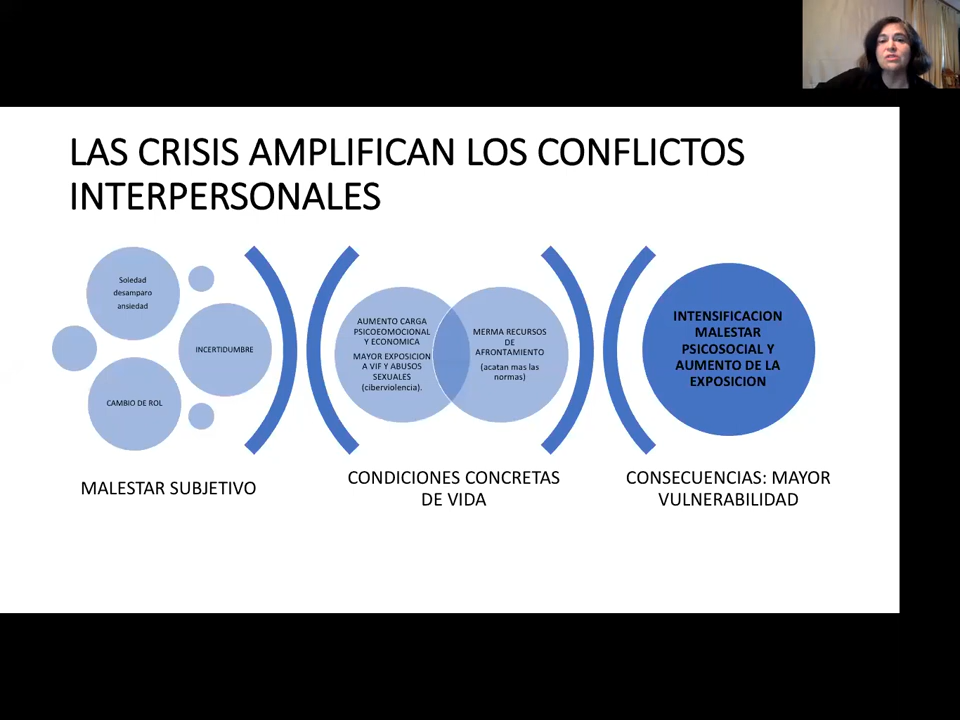 LAS CRISIS AMPLIFICAN LOS CONFLICTOS
INTERPERSONALES
Soledad
desamparo
ansiedad
INCERTIDUMBRE
CAMBIO DE ROL
MALESTAR SUBJETIVO
AUMENTO CARGA
PSICOEOMOCIONAL
Y ECONOMICA
MAYOR EXPOSICION
A VIF Y ABUSOS
SEXUALES
(ciberviolencia).
MERMA RECURSOS
DE
AFRONTAMIENTO
(acatan mas las
normas)
CONDICIONES CONCRETAS
DE VIDA
INTENSIFICACION
MALESTAR
PSICOSOCIAL Y
AUMENTO DE LA
EXPOSICION
CONSECUENCIAS: MAYOR
VULNERABILIDAD